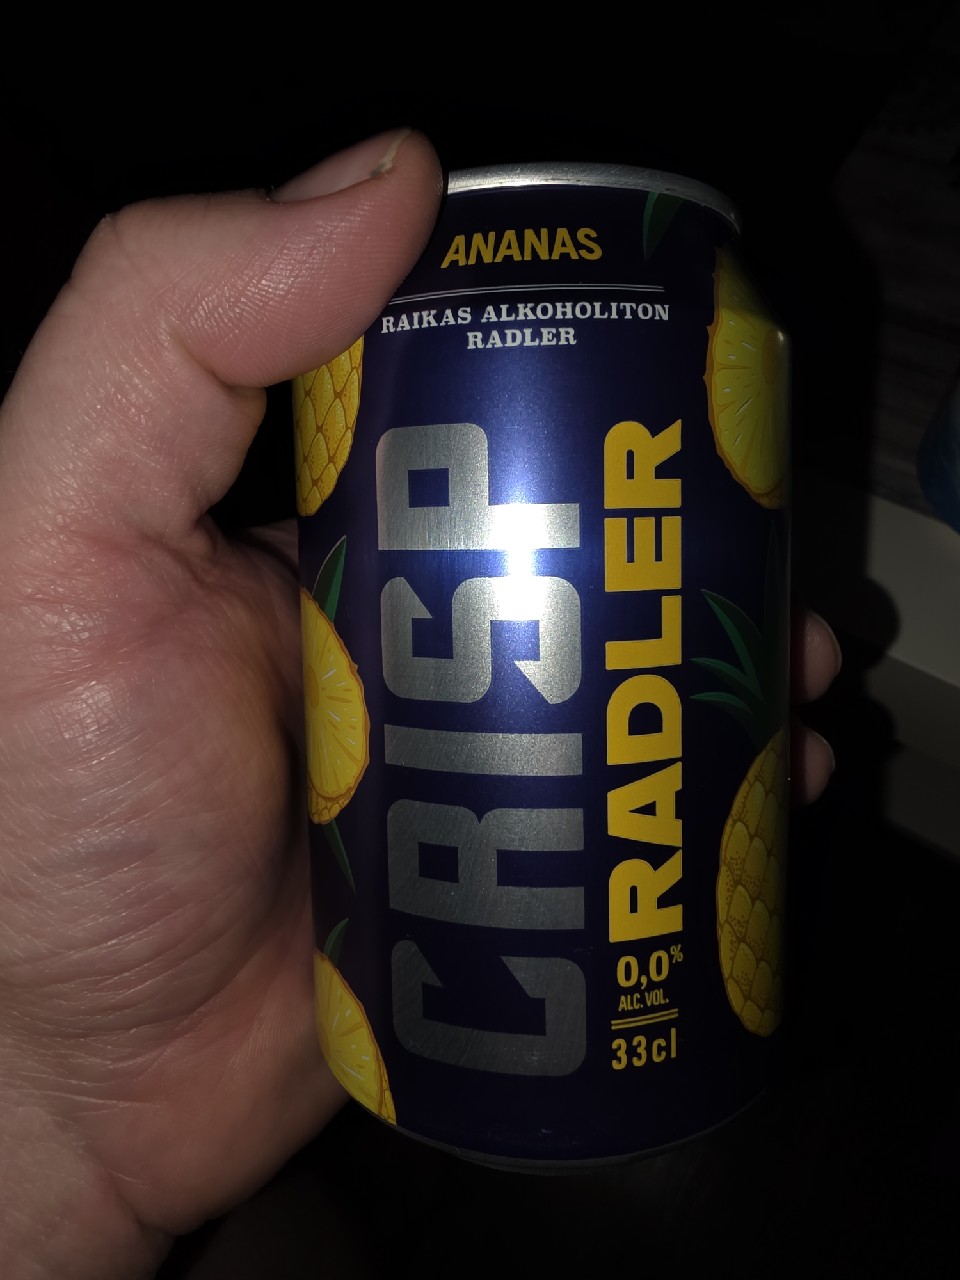 ANANAS
RAIKAS ALKOHOLITON
RADLER
CRISP
RADLER
0,0%
ALC. VOL.
33cl